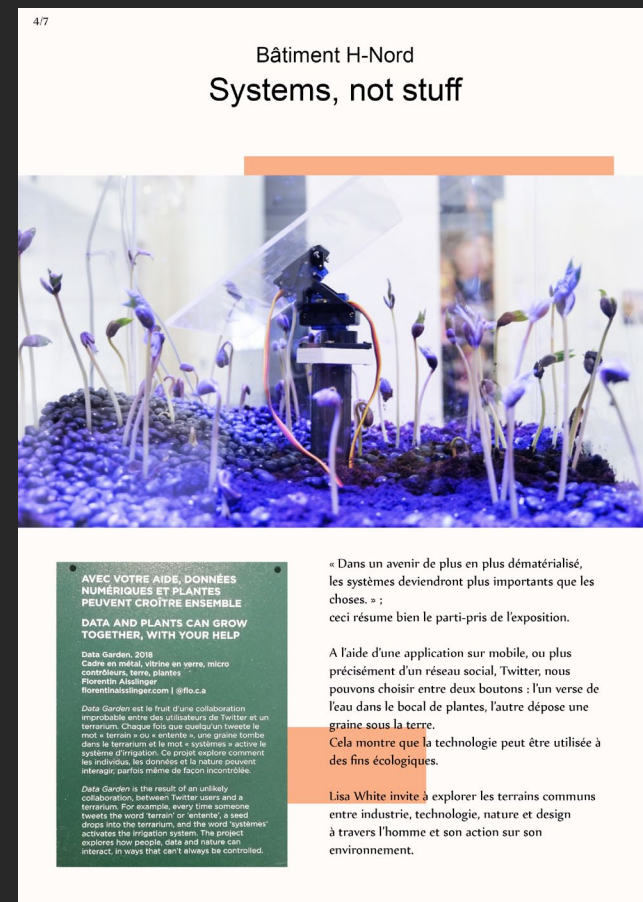 4/7
Bâtiment H-Nord
Systems, not stuff
AVEC VOTRE AIDE, DONNÉES
NUMÉRIQUES ET PLANTES
PEUVENT CROÎTRE ENSEMBLE
DATA AND PLANTS CAN GROW
TOGETHER, WITH YOUR HELP
Data Garden, 2018
Cadre en métal, vitrine en verre, micro
contrôleurs, terre, plantes
Florentin Aisslinger
florentinaisslinger.com | @flo.c.a
Data Garden est le fruit d'une collaboration
improbable entre des utilisateurs de Twitter et un
terrarium. Chaque fois que quelqu'un tweete le
mot « terrain » ou « entente », une graine tombe
dans le terrarium et le mot « systèmes » active le
système d'irrigation. Ce projet explore comment
les individus, les données et la nature peuvent
interagir, parfois même de façon incontrôlée.
Data Garden is the result of an unlikely
collaboration, between Twitter users and a
terrarium. For example, every time someone
tweets the word 'terrain' or 'entente', a seed
drops into the terrarium, and the word 'systèmes'
activates the irrigation system. The project
explores how people, data and nature can
interact, in ways that can't always be controlled.
« Dans un avenir de plus en plus dématérialisé,
les systèmes deviendront plus importants que les
choses. » ;
ceci résume bien le parti-pris de l'exposition.
A l'aide d'une application sur mobile, ou plus
précisément d'un réseau social, Twitter, nous
pouvons choisir entre deux boutons : l'un verse de
l'eau dans le bocal de plantes, l'autre dépose une
graine sous la terre.
Cela montre que la technologie peut être utilisée à
des fins écologiques.
Lisa White invite à explorer les terrains communs
entre industrie, technologie, nature et design
à travers l'homme et son action sur son
environnement.